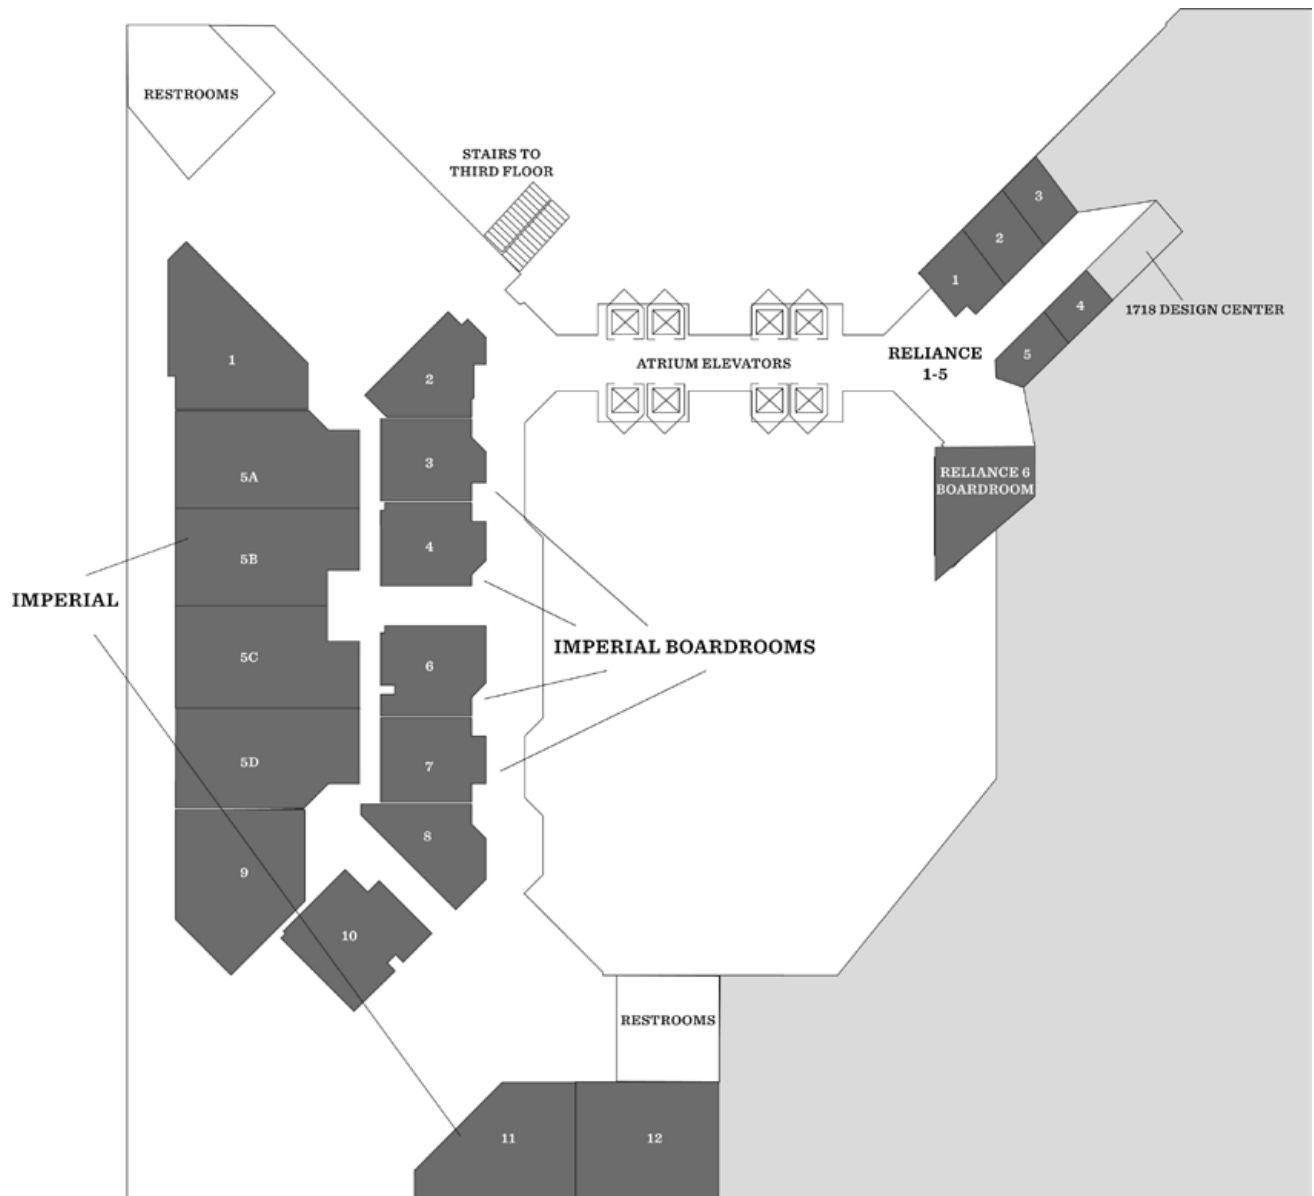 RESTROOMS
STAIRS TO
THIRD FLOOR
3
2
1
4
1718 DESIGN CENTER
5
ATRIUM ELEVATORS
RELIANCE
1-5
1
2
3
RELIANCE 6
BOARDROOM
5A
4
5B
IMPERIAL
IMPERIAL BOARDROOMS
5C
6
5D
7
8
9
10
RESTROOMS
11
12